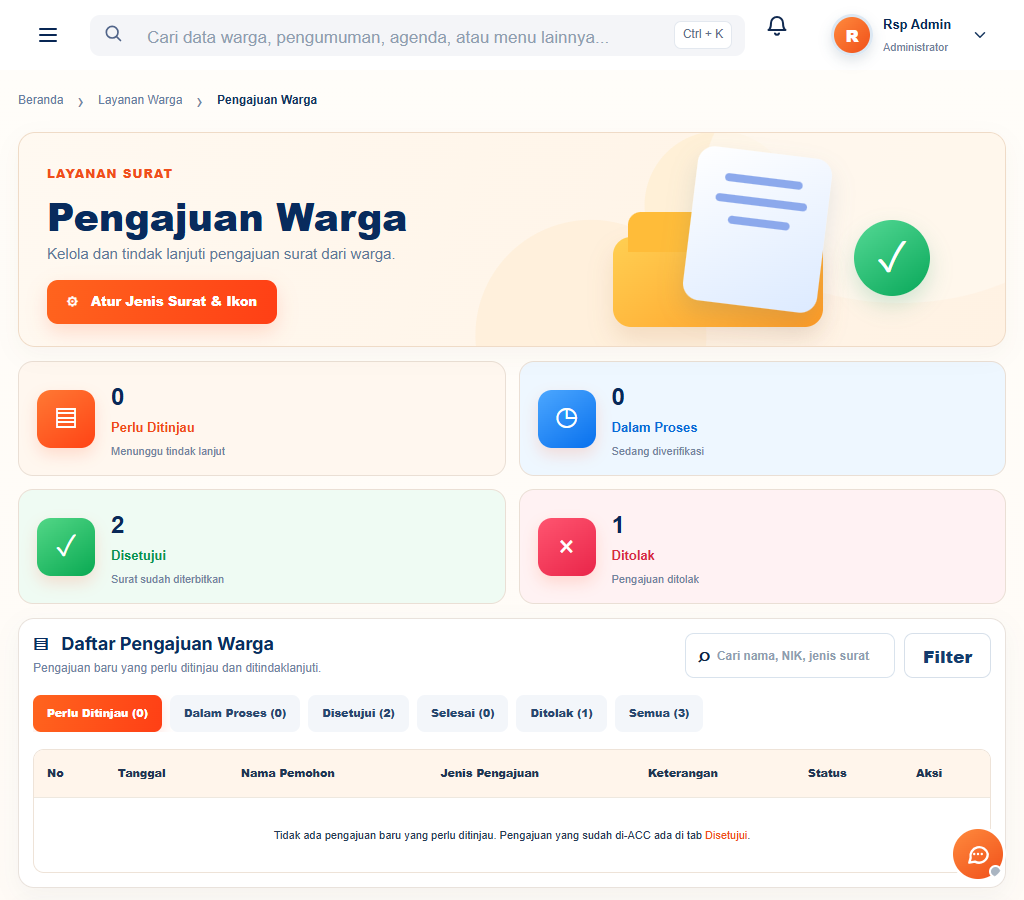 Cari data warga, pengumuman, agenda, atau menu lainnya...
Ctrl + K
R
Rsp Admin
Administrator
Beranda › Layanan Warga › Pengajuan Warga
LAYANAN SURAT
Pengajuan Warga
Kelola dan tindak lanjuti pengajuan surat dari warga.
Atur Jenis Surat & Ikon
0
Perlu Ditinjau
Menunggu tindak lanjut
0
Dalam Proses
Sedang diverifikasi
2
Disetujui
Surat sudah diterbitkan
1
Ditolak
Pengajuan ditolak
Daftar Pengajuan Warga
Pengajuan baru yang perlu ditinjau dan ditindaklanjuti.
Cari nama, NIK, jenis surat
Filter
Perlu Ditinjau (0) Dalam Proses (0) Disetujui (2) Selesai (0) Ditolak (1) Semua (3)
No Tanggal Nama Pemohon Jenis Pengajuan Keterangan Status Aksi
Tidak ada pengajuan baru yang perlu ditinjau. Pengajuan yang sudah di-ACC ada di tab Disetujui.